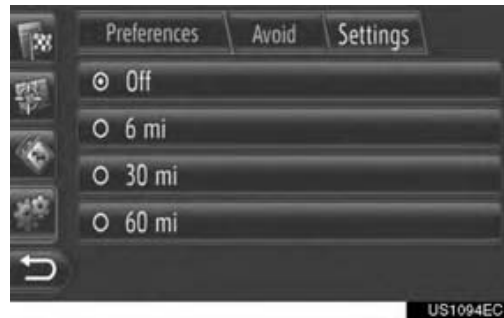 Preferences Avoid Settings
Off
6 mi
30 mi
60 mi
US1094EC